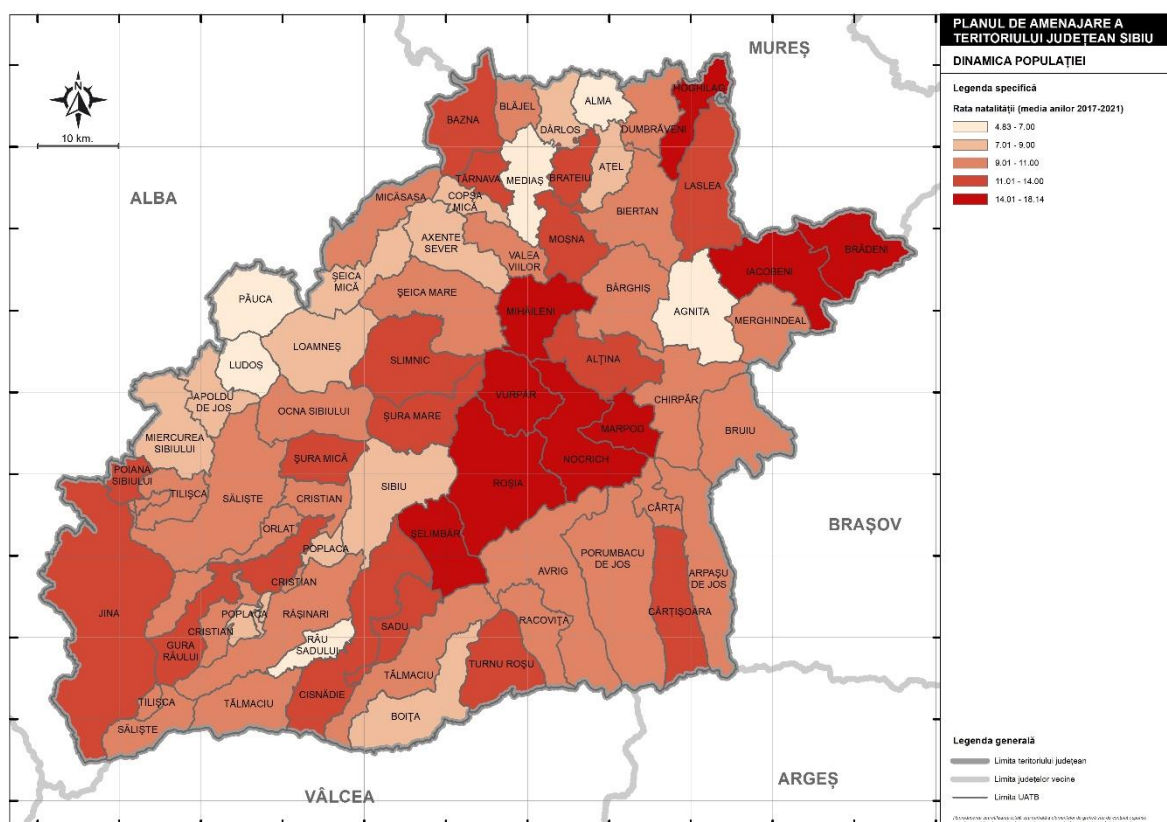 PLANUL DE AMENAJARE A
TERITORIULUI JUDEȚEAN SIBIU
DINAMICA POPULAȚIEI
Legenda specifică
Rata natalității (media anilor 2017-2021)
4.83 - 7.00
7.01 - 9.00
9.01 - 11.00
11.01 - 14.00
14.01 - 18.14
10 km.
MUREȘ
ALBA
BRAȘOV
ARGEȘ
VÂLCEA
HOGHILAG
ALMA
BLĂJEL
BAZNA
DÂRLOS
DUMBRĂVENI
AȚEL
TÂRNAVA
MEDIAȘ
BRATEIU
LASLEA
MICĂSASA
COPȘA
MICĂ
BIERTAN
AXENTE
SEVER
MOȘNA
BRĂDENI
VALEA
VIILOR
IACOBENI
ȘEICA
MICĂ
BÂRGHIȘ
ȘEICA MARE
PĂUCA
MIHAILENI
AGNITA
MERGHINDEAL
LOAMNEȘ
SLIMNIC
ALȚINA
LUDOȘ
APOLDU
DE JOS
VURPĂR
CHIRPĂR
OCNA SIBIULUI
ȘURA MARE
MARPOD
BRUIU
MIERCUREA
SIBIULUI
ȘURA MICĂ
NOCRICH
POIANA
SIBIULUI
SIBIU
ROȘIA
TILIȘCA
SĂLIȘTE
CRISTIAN
CÂRȚA
ORLAT
ȘELIMBĂR
POPLACA
PORUMBACU
DE JOS
AVRIG
ARPAȘU
DE JOS
CRISTIAN
CÂRȚIȘOARA
JINA
POPLACA
RĂȘINARI
RACOVIȚA
SADU
CRISTIAN
GURA
RÂULUI
RÂU
SADULUI
TURNU ROȘU
TĂLMACIU
CISNĂDIE
TILIȘCA
TĂLMACIU
BOIȚA
SĂLIȘTE
Legenda generală
Limita teritoriului județean
Limita județelor vecine
Limita UATB